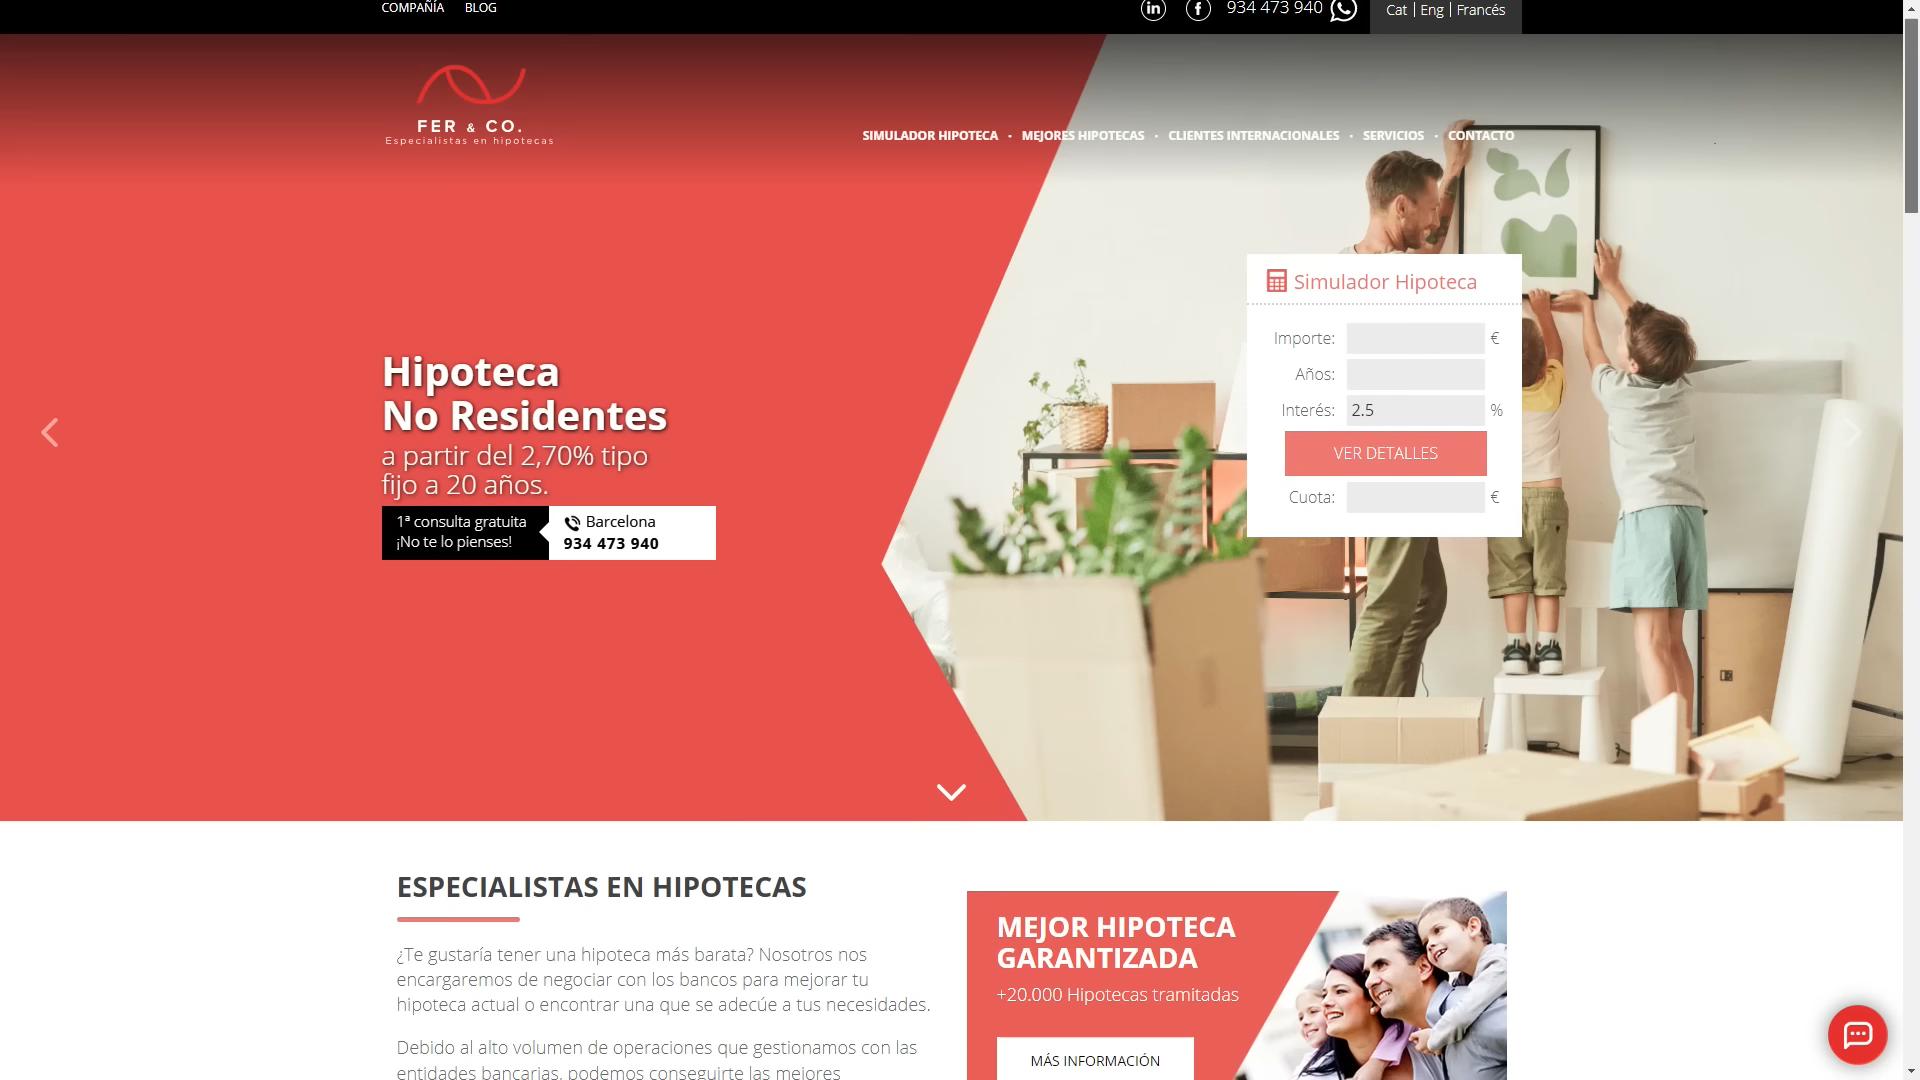 COMPAÑÍA BLOG
934 473 940
Cat | Eng | Francés
FER & CO.
Especialistas en hipotecas
SIMULADOR HIPOTECA • MEJORES HIPOTECAS • CLIENTES INTERNACIONALES • SERVICIOS • CONTACTO
Hipoteca
No Residentes
a partir del 2,70% tipo
fijo a 20 años.
1ª consulta gratuita
¡No te lo pienses!
Barcelona
934 473 940
Simulador Hipoteca
Importe: €
Años:
Interés: 2.5 %
VER DETALLES
Cuota: €
ESPECIALISTAS EN HIPOTECAS
¿Te gustaría tener una hipoteca más barata? Nosotros nos
encargaremos de negociar con los bancos para mejorar tu
hipoteca actual o encontrar una que se adecúe a tus necesidades.
Debido al alto volumen de operaciones que gestionamos con las
entidades bancarias, podemos conseguirte las mejores
MEJOR HIPOTECA
GARANTIZADA
+20.000 Hipotecas tramitadas
MÁS INFORMACIÓN